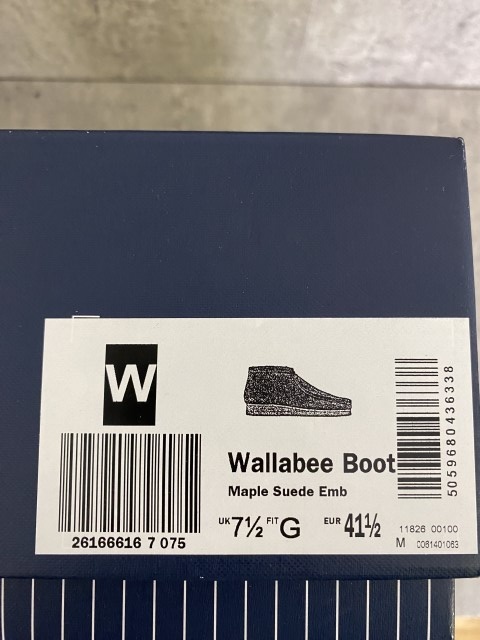 W
Wallabee Boot
Maple Suede Emb
UK 7½ FIT G EUR 41½
26166616 7 075
5059680436338
11826 00100
M 0061401063